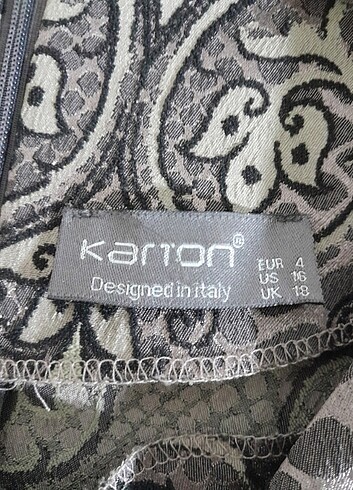 Karron®
Designed in italy
EUR 4
US 16
UK 18